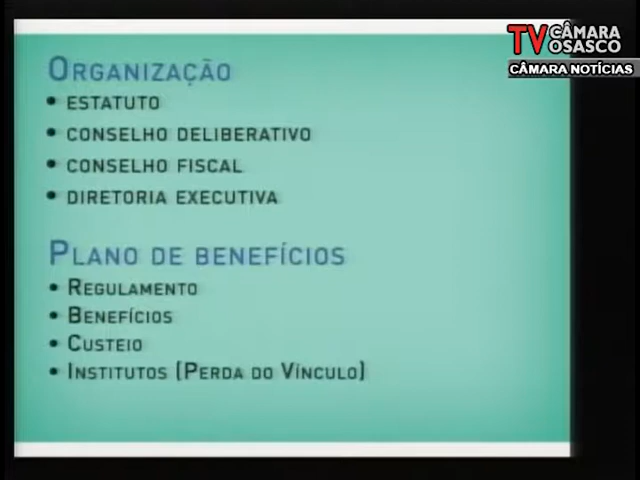 TV CÂMARA
OSASCO
CÂMARA NOTÍCIAS
ORGANIZAÇÃO
• ESTATUTO
• CONSELHO DELIBERATIVO
• CONSELHO FISCAL
• DIRETORIA EXECUTIVA
PLANO DE BENEFÍCIOS
• REGULAMENTO
• BENEFÍCIOS
• CUSTEIO
• INSTITUTOS (PERDA DO VÍNCULO)